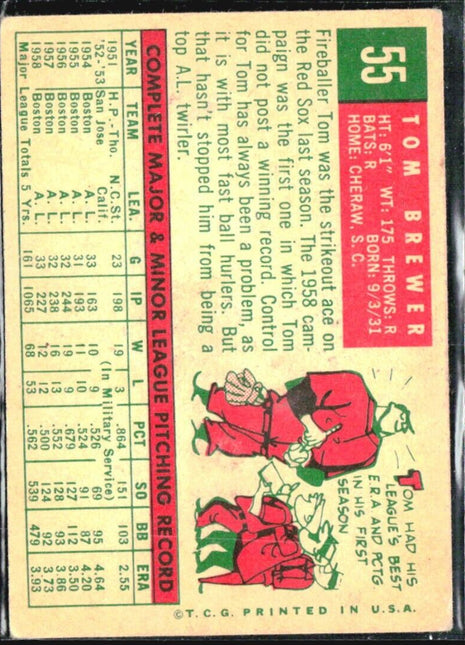 55
TOM BREWER
HT: 6'1" WT: 175 THROWS: R
BATS: R BORN: 9/3/31
HOME: CHERAW, S. C.
Fireballer Tom was the strikeout ace on
the Red Sox last season. The 1958 cam-
paign was the first one in which Tom
did not post a winning record. Control
for Tom has always been a problem, as
it is with most fast ball hurlers. But
that hasn't stopped him from being a
top A.L. twirler.
TOM HAD HIS
LEAGUE'S BEST
E.R.A. AND PCTG
IN HIS FIRST
SEASON
COMPLETE MAJOR & MINOR LEAGUE PITCHING RECORD
YEAR TEAM LEA. G IP W L PCT SO BB ERA
1951 H.P.-Tho. N.C.St 23 198 19 3 .864 151 103 2.55
'52-'53 San Jose Calif. (In Military Service)
1954 Boston A. L. 33 163 10 9 .526 69 95 4.64
1955 Boston A. L. 31 193 11 10 .524 91 87 4.20
1956 Boston A. L. 32 244 19 9 .679 127 112 3.50
1957 Boston A. L. 32 238 16 13 .552 128 93 3.86
1958 Boston A. L. 33 227 12 12 .500 124 92 3.73
Major League Totals 5 Yrs. 161 1065 68 53 .562 539 479 3.93
© T. C. G. PRINTED IN U.S.A.